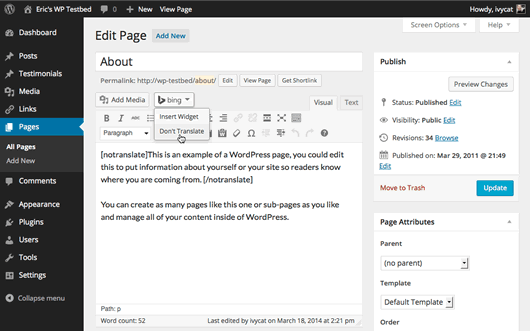 Eric's WP Testbed 0 + New View Page Howdy, ivycat
Screen Options Help
Dashboard
Posts
Testimonials
Media
Links
Pages
All Pages
Add New
Comments
Appearance
Plugins
Users
Tools
Settings
Collapse menu
Edit Page Add New
About
Permalink: http://wp-testbed/about/ Edit View Page Get Shortlink
Add Media bing Visual Text
Insert Widget
Don't Translate
B I ABC
Paragraph
[notranslate]This is an example of a WordPress page, you could edit
this to put information about yourself or your site so readers know
where you are coming from. [/notranslate]
You can create as many pages like this one or sub-pages as you like
and manage all of your content inside of WordPress.
Path: p
Word count: 52 Last edited by ivycat on March 18, 2014 at 2:21 pm
Publish
Preview Changes
Status: Published Edit
Visibility: Public Edit
Revisions: 34 Browse
Published on: Mar 29, 2011 @ 21:49
Edit
Move to Trash Update
Page Attributes
Parent
(no parent)
Template
Default Template
Order